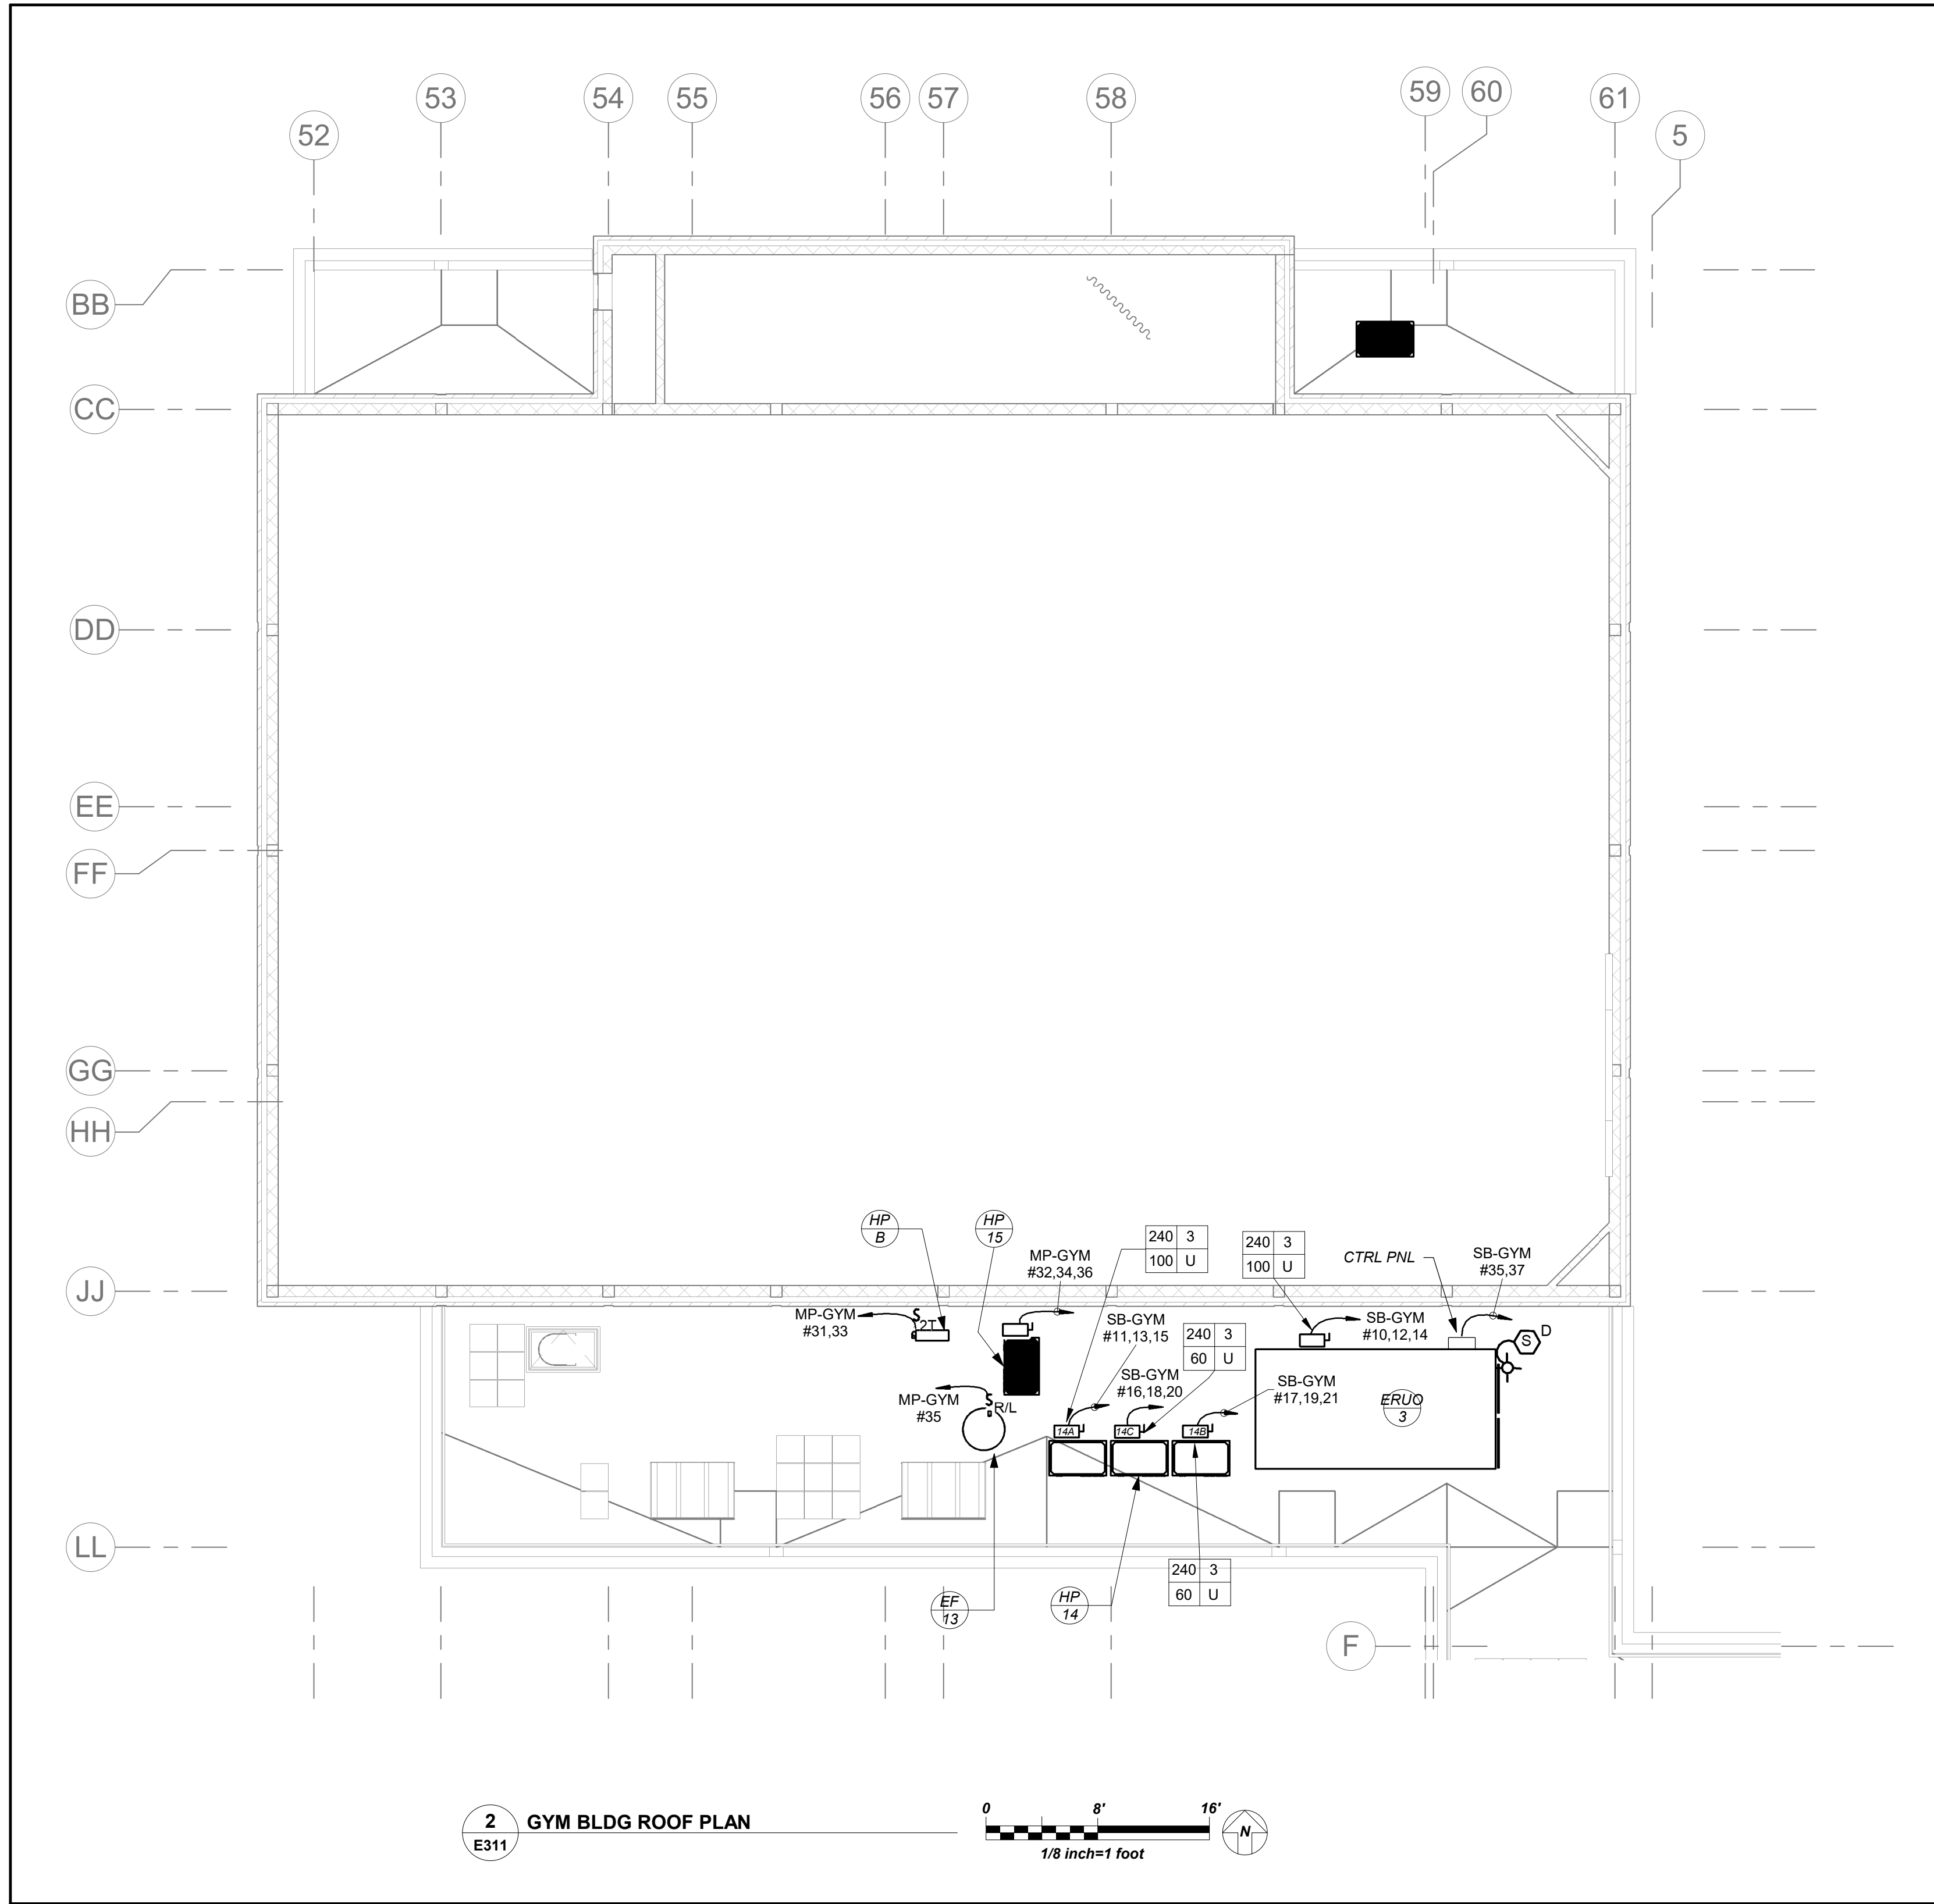 53
54
55
56
57
58
59
60
61
52
5
BB
CC
DD
EE
FF
GG
HH
JJ
LL
F
HP
B
HP
15
MP-GYM
#32,34,36
240 3
100 U
240 3
100 U
CTRL PNL
SB-GYM
#35,37
MP-GYM
#31,33
S
2T
SB-GYM
#11,13,15
240 3
60 U
SB-GYM
#10,12,14
S
D
MP-GYM
#35
S
R/L
SB-GYM
#16,18,20
SB-GYM
#17,19,21
ERUO
3
14A
14C
14B
240 3
60 U
EF
13
HP
14
2
E311
GYM BLDG ROOF PLAN
0 8' 16'
1/8 inch=1 foot
N